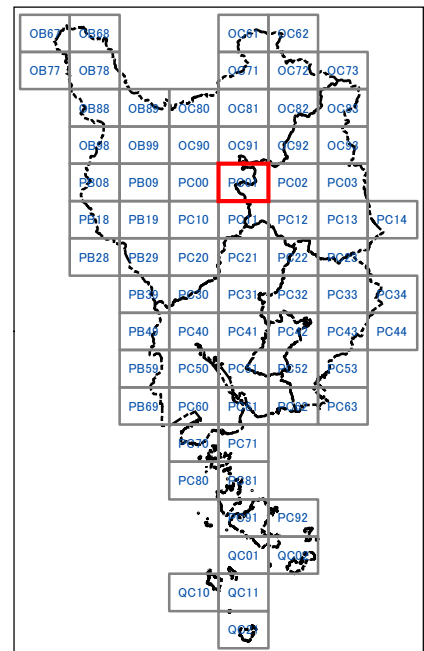 OB67 OB68 OC61 OC62
OB77 OB78 OC71 OC72 OC73
OB88 OB89 OC80 OC81 OC82 OC83
OB98 OB99 OC90 OC91 OC92 OC93
PB08 PB09 PC00 PC01 PC02 PC03
PB18 PB19 PC10 PC11 PC12 PC13 PC14
PB28 PB29 PC20 PC21 PC22 PC23
PB39 PC30 PC31 PC32 PC33 PC34
PB49 PC40 PC41 PC42 PC43 PC44
PB59 PC50 PC51 PC52 PC53
PB69 PC60 PC61 PC62 PC63
PC70 PC71
PC80 PC81
PC91 PC92
QC01 QC02
QC10 QC11
QC21